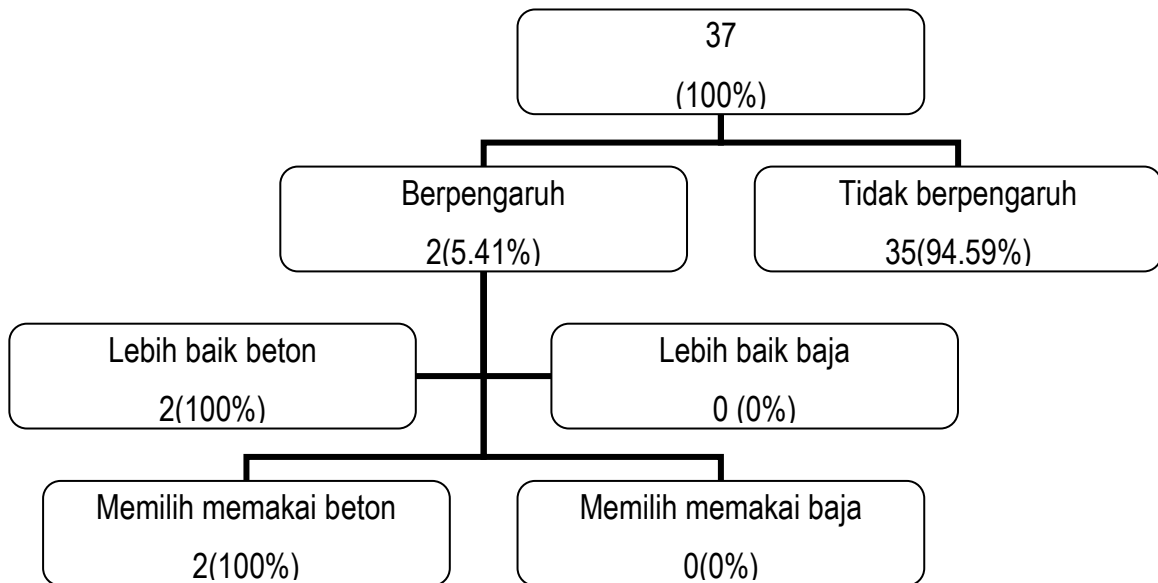 37
(100%)
Berpengaruh
2(5.41%)
Tidak berpengaruh
35(94.59%)
Lebih baik beton
2(100%)
Lebih baik baja
0 (0%)
Memilih memakai beton
2(100%)
Memilih memakai baja
0(0%)